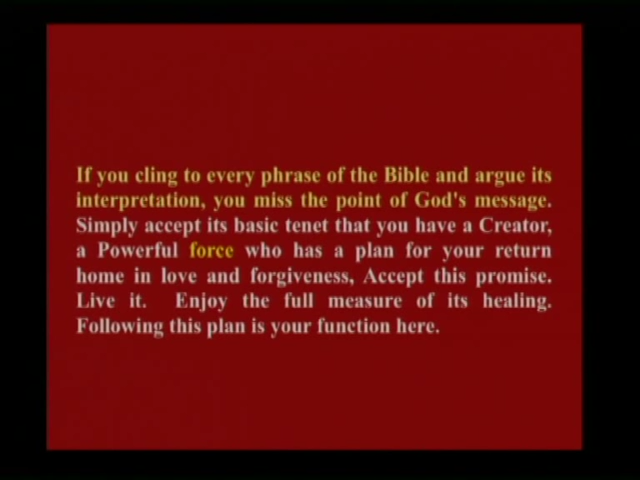 If you cling to every phrase of the Bible and argue its
interpretation, you miss the point of God's message.
Simply accept its basic tenet that you have a Creator,
a Powerful force who has a plan for your return
home in love and forgiveness, Accept this promise.
Live it. Enjoy the full measure of its healing.
Following this plan is your function here.